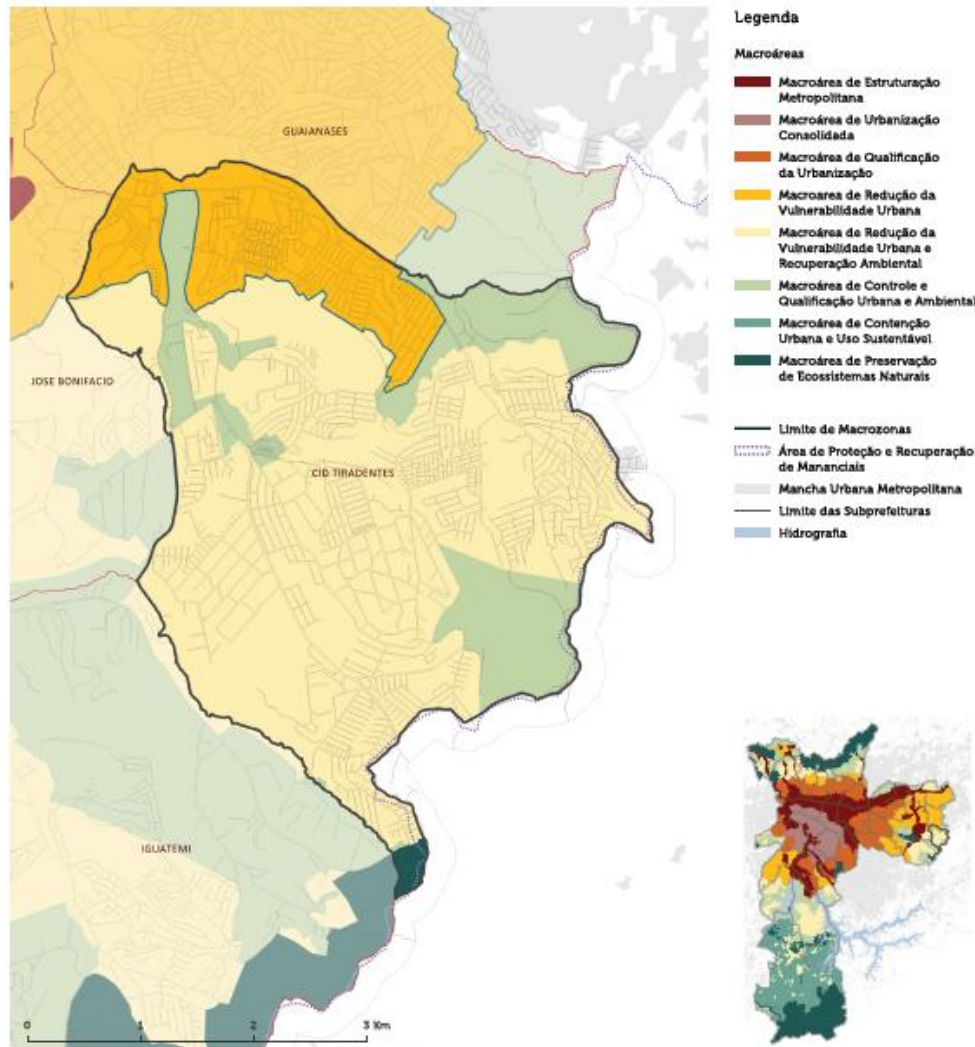 GUAIANASES
JOSE BONIFACIO
CID TIRADENTES
IGUATEMI
0 1 2 3 Km
Legenda
Macroáreas
Macroárea de Estruturação
Metropolitana
Macroárea de Urbanização
Consolidada
Macroárea de Qualificação
da Urbanização
Macroarea de Redução da
Vulnerabilidade Urbana
Macroárea de Redução da
Vulnerabilidade Urbana e
Recuperação Ambiental
Macroárea de Controle e
Qualificação Urbana e Ambiental
Macroárea de Contenção
Urbana e Uso Sustentável
Macroárea de Preservação
de Ecossistemas Naturais
Limite de Macrozonas
Área de Proteção e Recuperação
de Mananciais
Mancha Urbana Metropolitana
Limite das Subprefeituras
Hidrografia